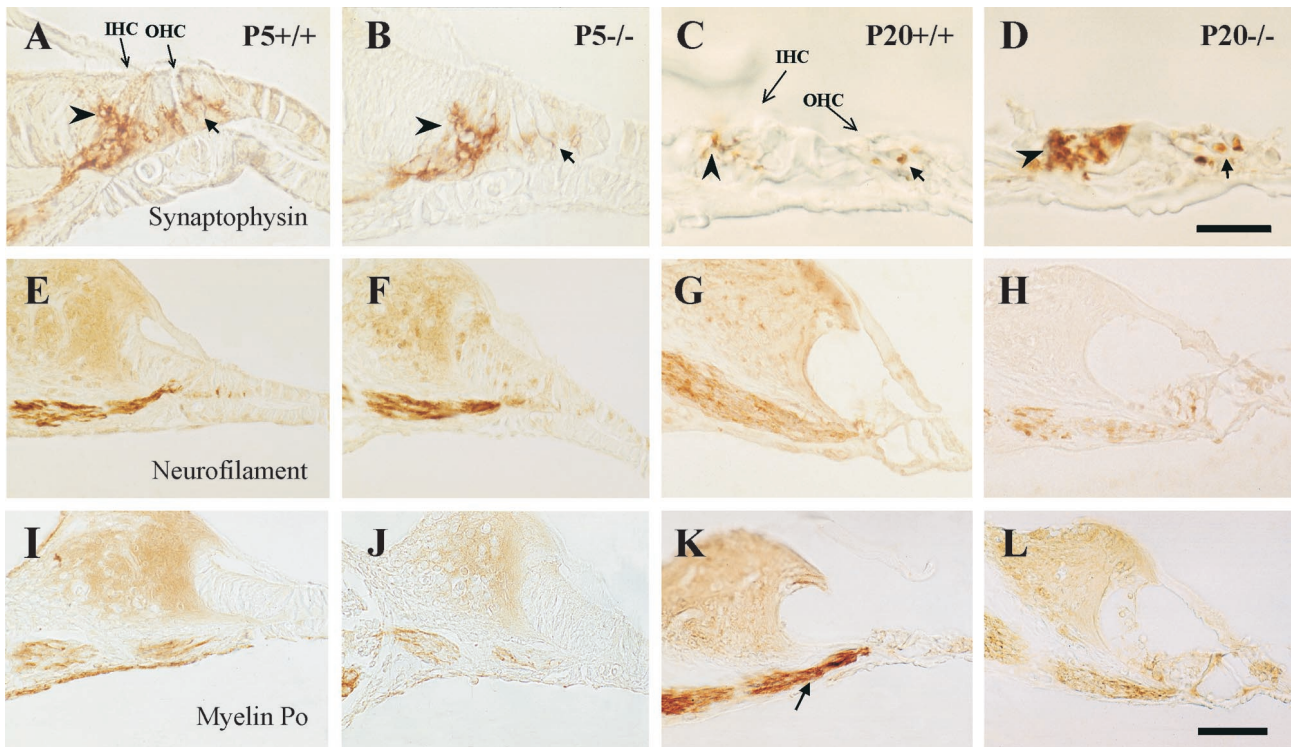 A IHC OHC P5+/+
B P5-/-
C P20+/+
IHC
OHC
D P20-/-
Synaptophysin
E F G H
Neurofilament
I J K L
Myelin Po